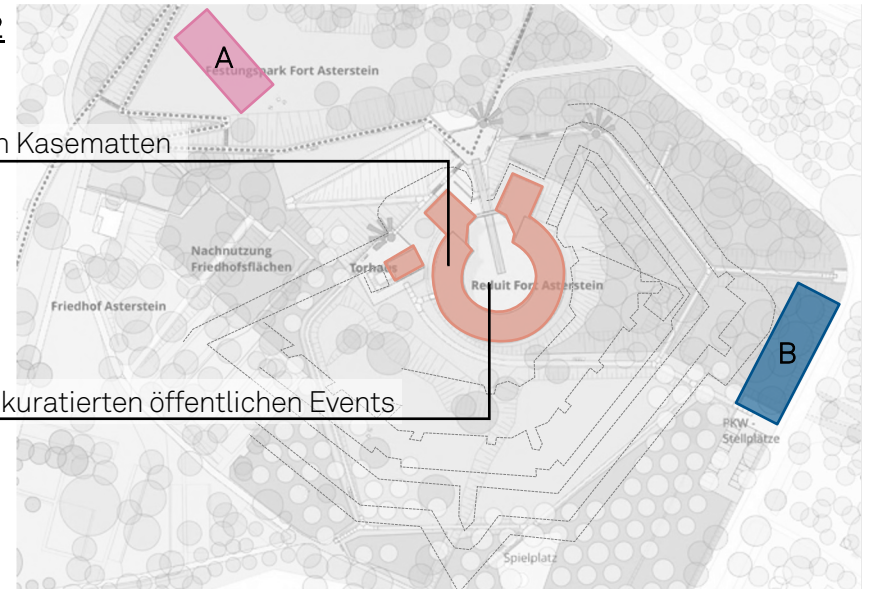 A
Festungspark Fort Asterstein
Kasematten
Nachnutzung
Friedhofsflächen
Torhaus
Reduit Fort Asterstein
Friedhof Asterstein
B
kuratierten öffentlichen Events
PKW -
Stellplätze
Spielplatz